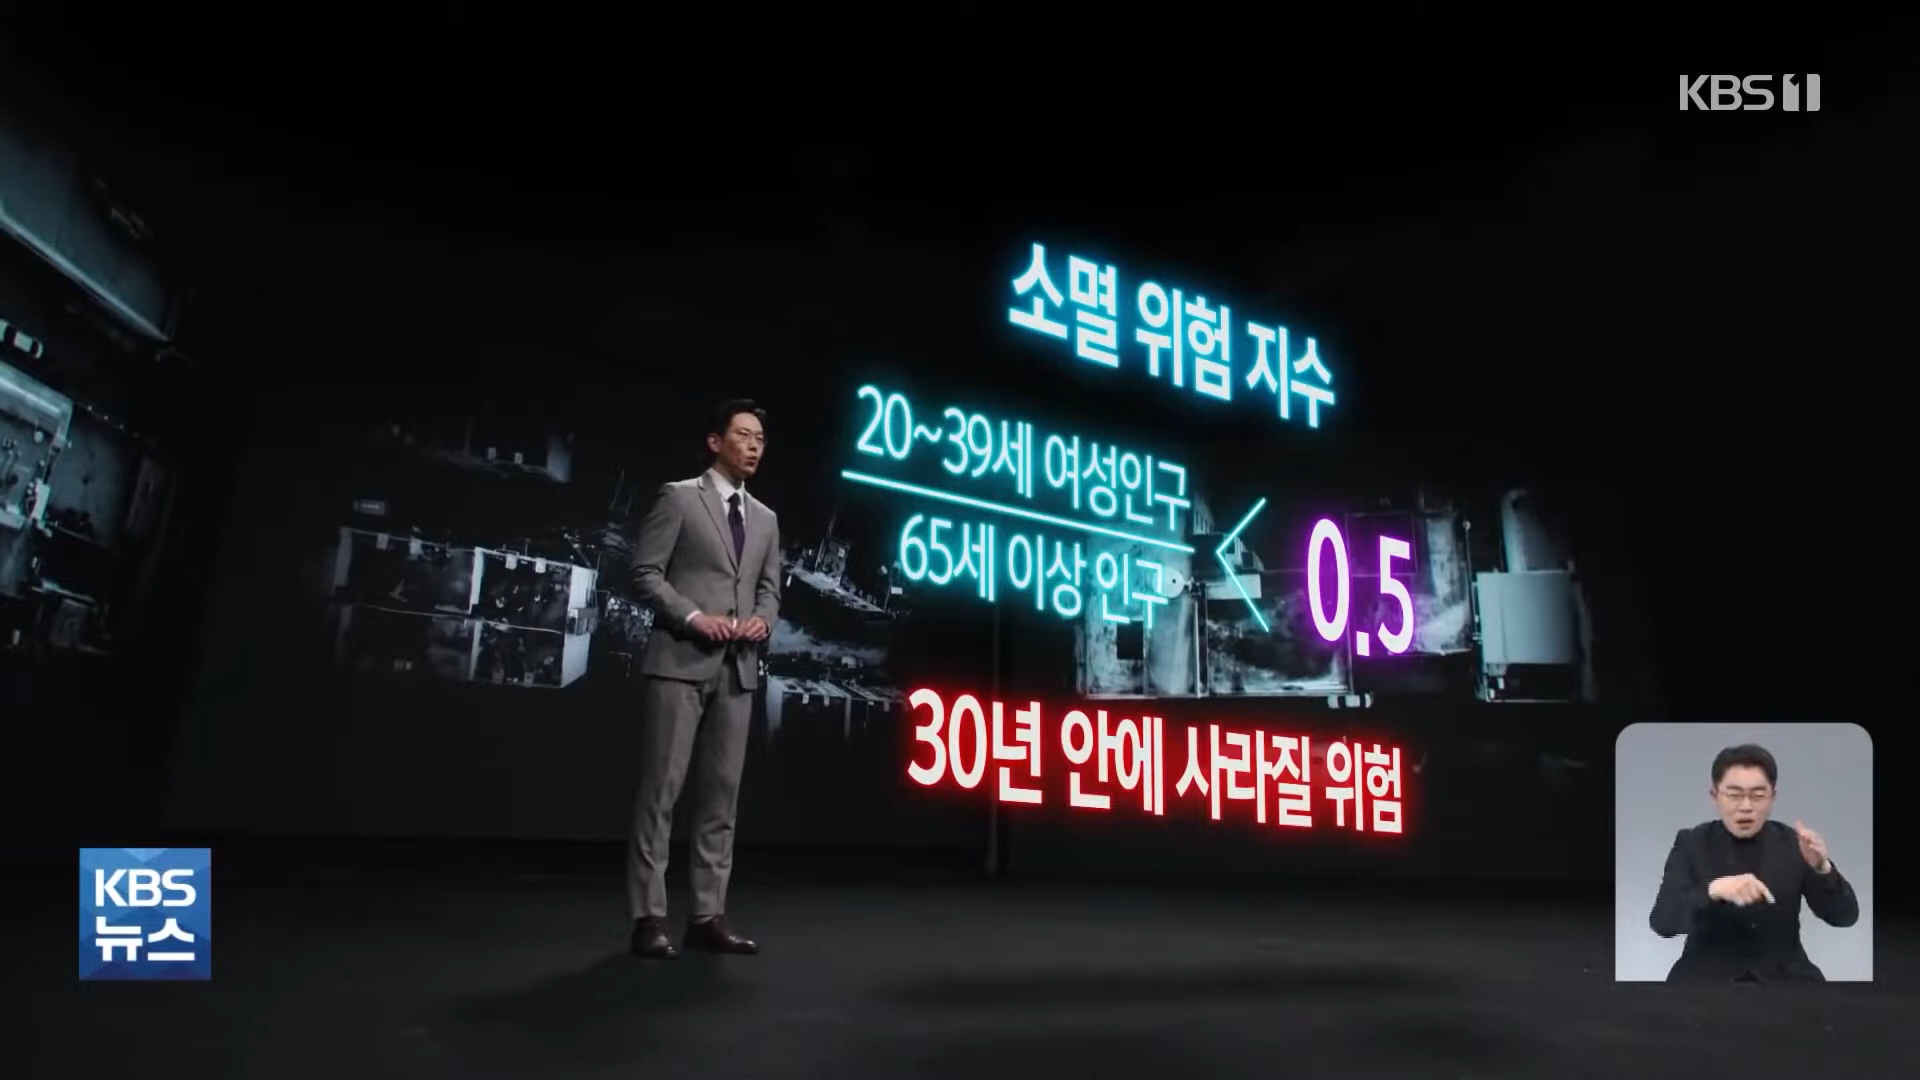 KBS 1
소멸 위험 지수
20~39세 여성인구
65세 이상 인구
< 0.5
30년 안에 사라질 위험
KBS
뉴스